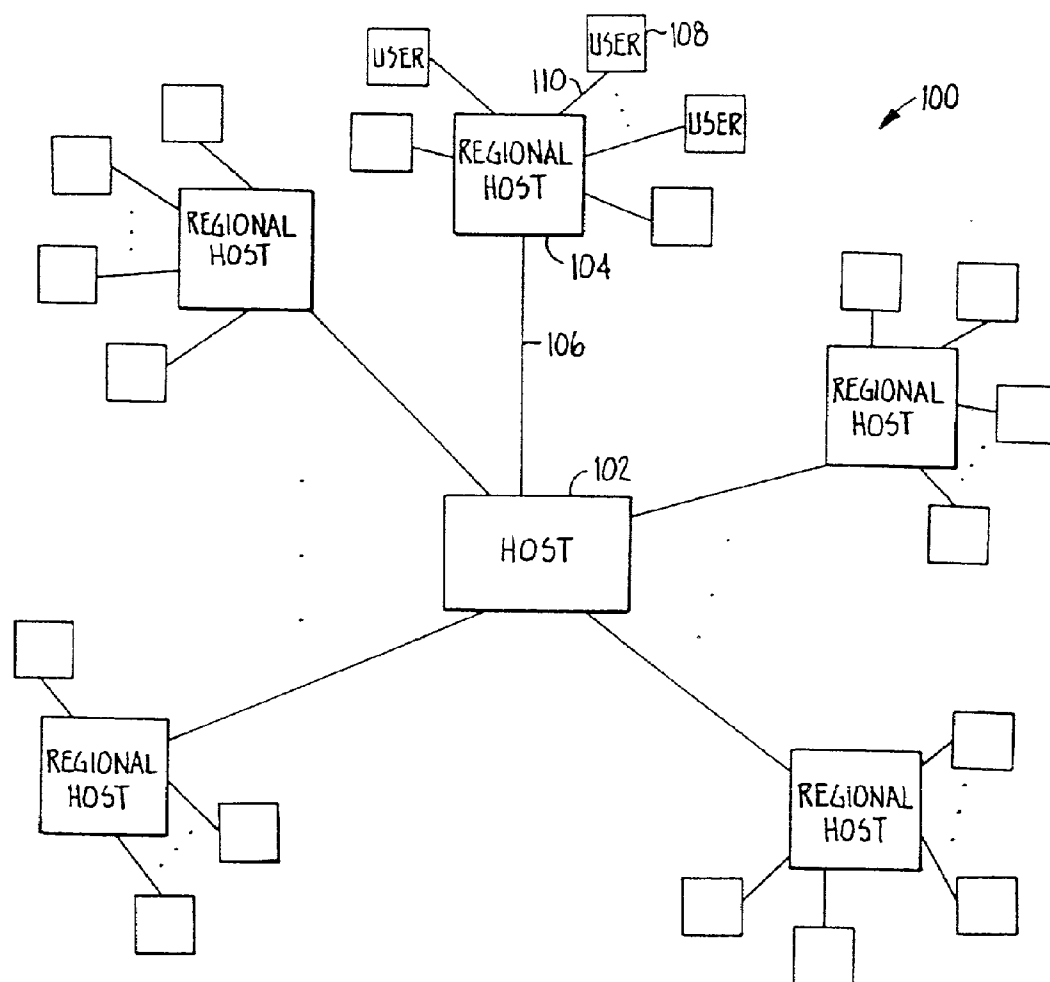 USER
USER
108
110
USER
100
REGIONAL
HOST
104
REGIONAL
HOST
106
REGIONAL
HOST
102
HOST
REGIONAL
HOST
REGIONAL
HOST